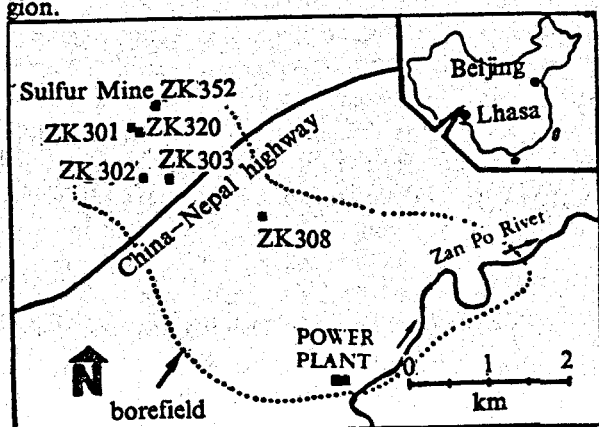 gion.
Beijing
Lhasa
Sulfur Mine ZK352
ZK301 ZK320
ZK302 ZK303
China-Nepal highway
ZK308
Zan Po River
POWER
PLANT
N
borefield
0 1 2
km